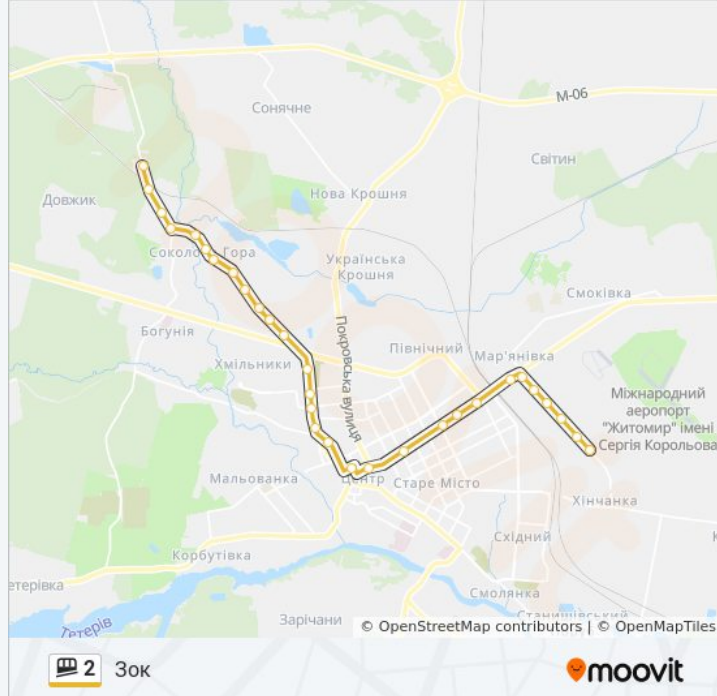 М-06
Сонячне
Світин
Нова Крошня
Довжик
Соколова Гора
Українська
Крошня
Смоківка
Богунія
Покровська вулиця
Північний
Мар'янівка
Хмільники
Міжнародний
аеропорт
"Житомир" імені
Сергія Корольова
Мальованка
Центр
Старе Місто
Хінчанка
Східний
Корбутівка
етерівка
Смолянка
Зарічани
Станишівський
Тетерів
© OpenStreetMap contributors | © OpenMapTiles
2 Зок
moovit